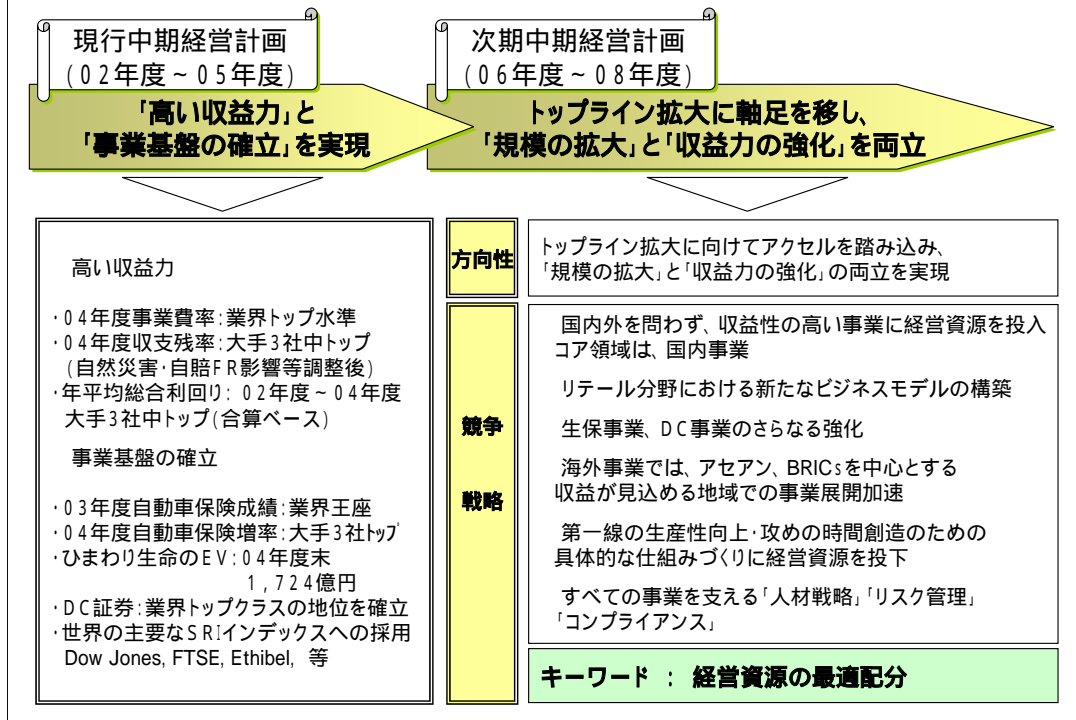 現行中期経営計画
(02年度~05年度)
「高い収益力」と
「事業基盤の確立」を実現
次期中期経営計画
(06年度~08年度)
トップライン拡大に軸足を移し、
「規模の拡大」と「収益力の強化」を両立
高い収益力
・04年度事業費率:業界トップ水準
・04年度収支残率:大手3社中トップ
(自然災害・自賠FR影響等調整後)
・年平均総合利回り: 02年度~04年度
大手3社中トップ(合算ベース)
事業基盤の確立
・03年度自動車保険成績:業界王座
・04年度自動車保険増率:大手3社トップ
・ひまわり生命のEV:04年度末
1,724億円
・DC証券:業界トップクラスの地位を確立
・世界の主要なSRIインデックスへの採用
Dow Jones, FTSE, Ethibel, 等
方向性
トップライン拡大に向けてアクセルを踏み込み、
「規模の拡大」と「収益力の強化」の両立を実現
競争
戦略
国内外を問わず、収益性の高い事業に経営資源を投入
コア領域は、国内事業
リテール分野における新たなビジネスモデルの構築
生保事業、DC事業のさらなる強化
海外事業では、アセアン、BRICsを中心とする
収益が見込める地域での事業展開加速
第一線の生産性向上・攻めの時間創造のための
具体的な仕組みづくりに経営資源を投下
すべての事業を支える「人材戦略」「リスク管理」
「コンプライアンス」
キーワード : 経営資源の最適配分